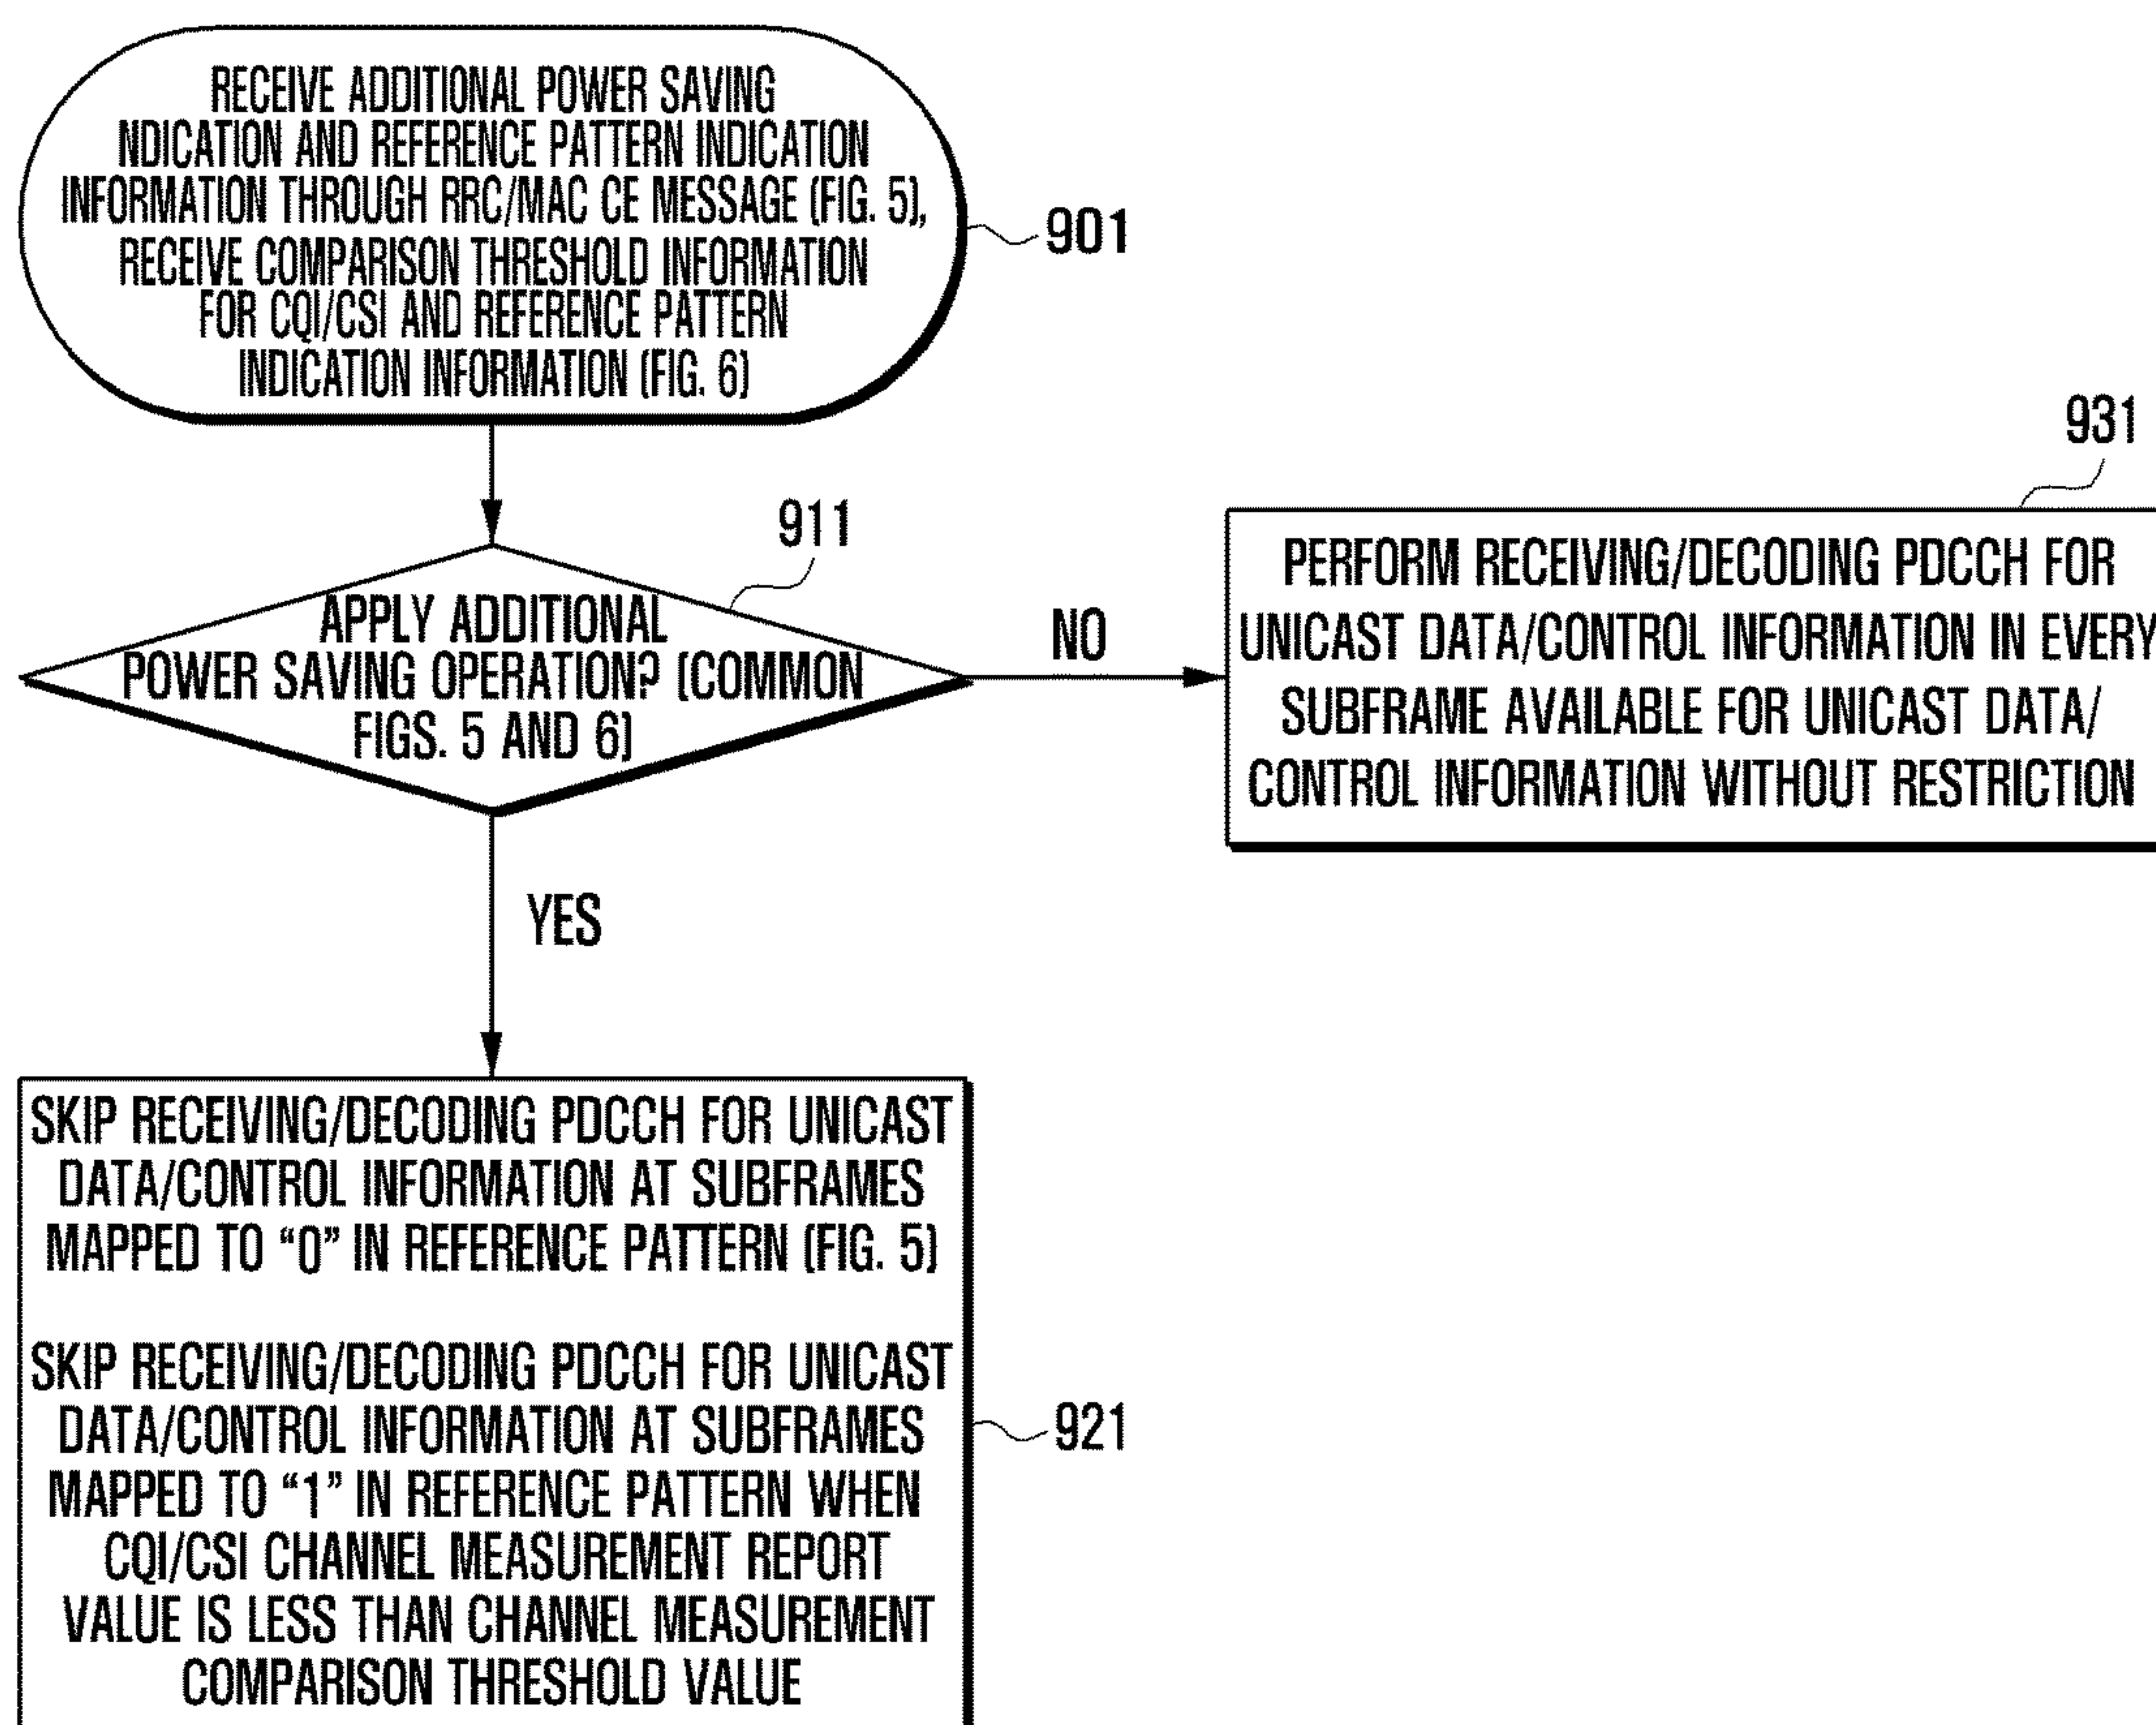 RECEIVE ADDITIONAL POWER SAVING
NDICATION AND REFERENCE PATTERN INDICATION
INFORMATION THROUGH RRC/MAC CE MESSAGE (FIG. 5),
RECEIVE COMPARISON THRESHOLD INFORMATION
FOR CQI/CSI AND REFERENCE PATTERN
INDICATION INFORMATION (FIG. 6)
901
911
APPLY ADDITIONAL
POWER SAVING OPERATION? (COMMON
FIGS. 5 AND 6)
NO
931
PERFORM RECEIVING/DECODING PDCCH FOR
UNICAST DATA/CONTROL INFORMATION IN EVERY
SUBFRAME AVAILABLE FOR UNICAST DATA/
CONTROL INFORMATION WITHOUT RESTRICTION
YES
SKIP RECEIVING/DECODING PDCCH FOR UNICAST
DATA/CONTROL INFORMATION AT SUBFRAMES
MAPPED TO “0” IN REFERENCE PATTERN (FIG. 5)
SKIP RECEIVING/DECODING PDCCH FOR UNICAST
DATA/CONTROL INFORMATION AT SUBFRAMES
MAPPED TO “1” IN REFERENCE PATTERN WHEN
CQI/CSI CHANNEL MEASUREMENT REPORT
VALUE IS LESS THAN CHANNEL MEASUREMENT
COMPARISON THRESHOLD VALUE
921